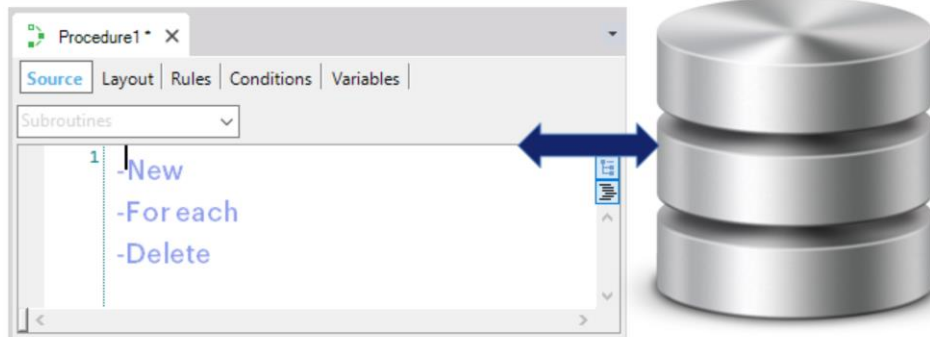 Procedure1* X
Source Layout Rules Conditions Variables
Subroutines
1
-New
-For each
-Delete